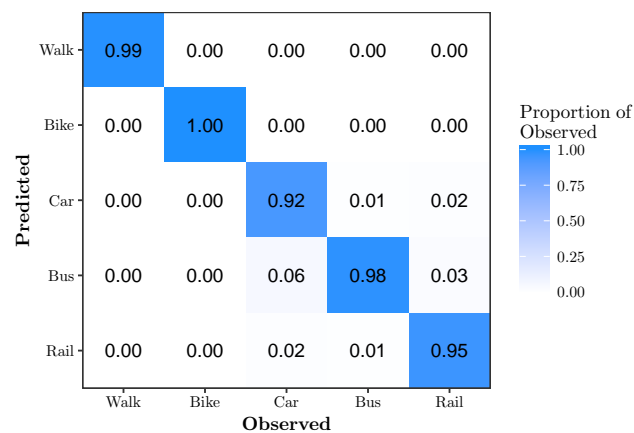 Walk 0.99 0.00 0.00 0.00 0.00
Bike 0.00 1.00 0.00 0.00 0.00
Car 0.00 0.00 0.92 0.01 0.02
Bus 0.00 0.00 0.06 0.98 0.03
Rail 0.00 0.00 0.02 0.01 0.95
Walk Bike Car Bus Rail
Observed
Predicted
Proportion of
Observed
1.00
0.75
0.50
0.25
0.00